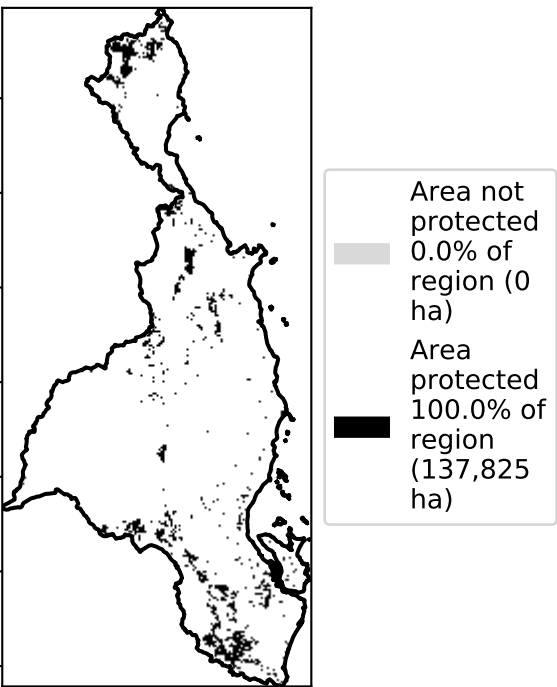 Area not
protected
0.0% of
region (0
ha)
Area
protected
100.0% of
region
(137,825
ha)